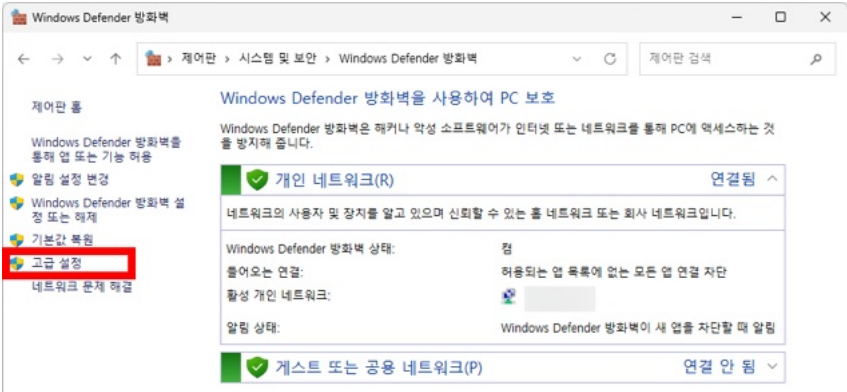 Windows Defender 방화벽
제어판 > 시스템 및 보안 > Windows Defender 방화벽
제어판 검색
제어판 홈
Windows Defender 방화벽를
통해 앱 또는 기능 허용
알림 설정 변경
Windows Defender 방화벽 설
정 또는 해제
기본값 복원
고급 설정
네트워크 문제 해결
Windows Defender 방화벽을 사용하여 PC 보호
Windows Defender 방화벽은 해커나 악성 소프트웨어가 인터넷 또는 네트워크를 통해 PC에 액세스하는 것
을 방지해 줍니다.
개인 네트워크(R) 연결됨
네트워크의 사용자 및 장치를 알고 있으며 신뢰할 수 있는 홈 네트워크 또는 회사 네트워크입니다.
Windows Defender 방화벽 상태: 켬
들어오는 연결: 허용되는 앱 목록에 없는 모든 앱 연결 차단
활성 개인 네트워크:
알림 상태: Windows Defender 방화벽이 새 앱을 차단할 때 알림
게스트 또는 공용 네트워크(P) 연결 안 됨